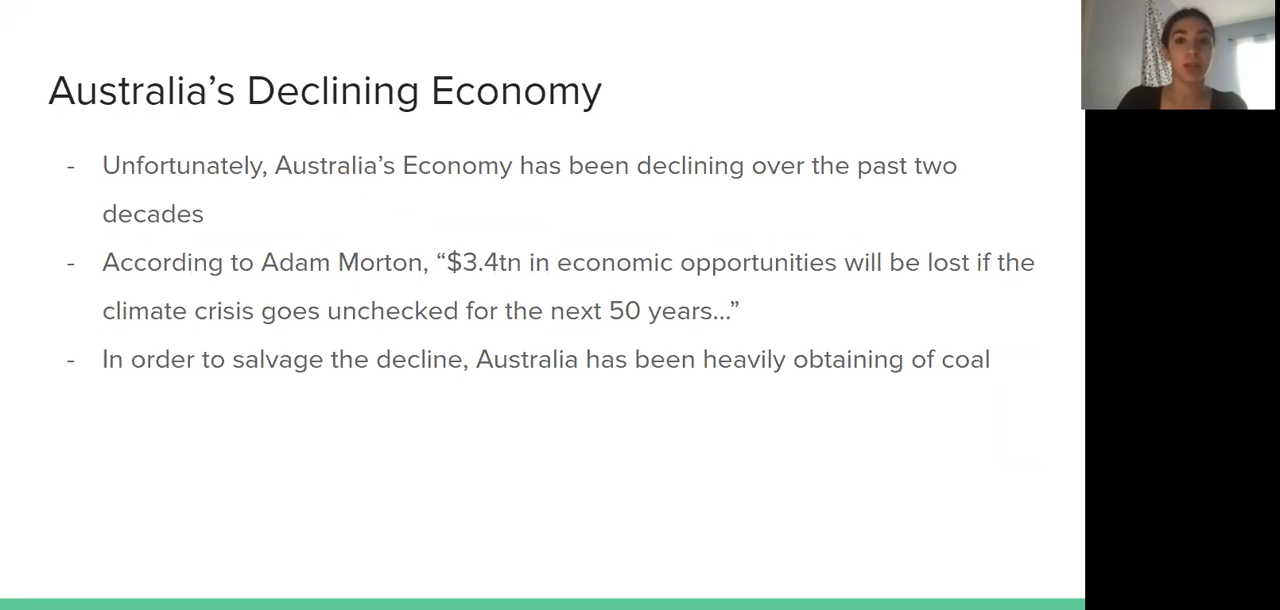 Australia’s Declining Economy
- Unfortunately, Australia’s Economy has been declining over the past two
decades
- According to Adam Morton, “$3.4tn in economic opportunities will be lost if the
climate crisis goes unchecked for the next 50 years...”
- In order to salvage the decline, Australia has been heavily obtaining of coal